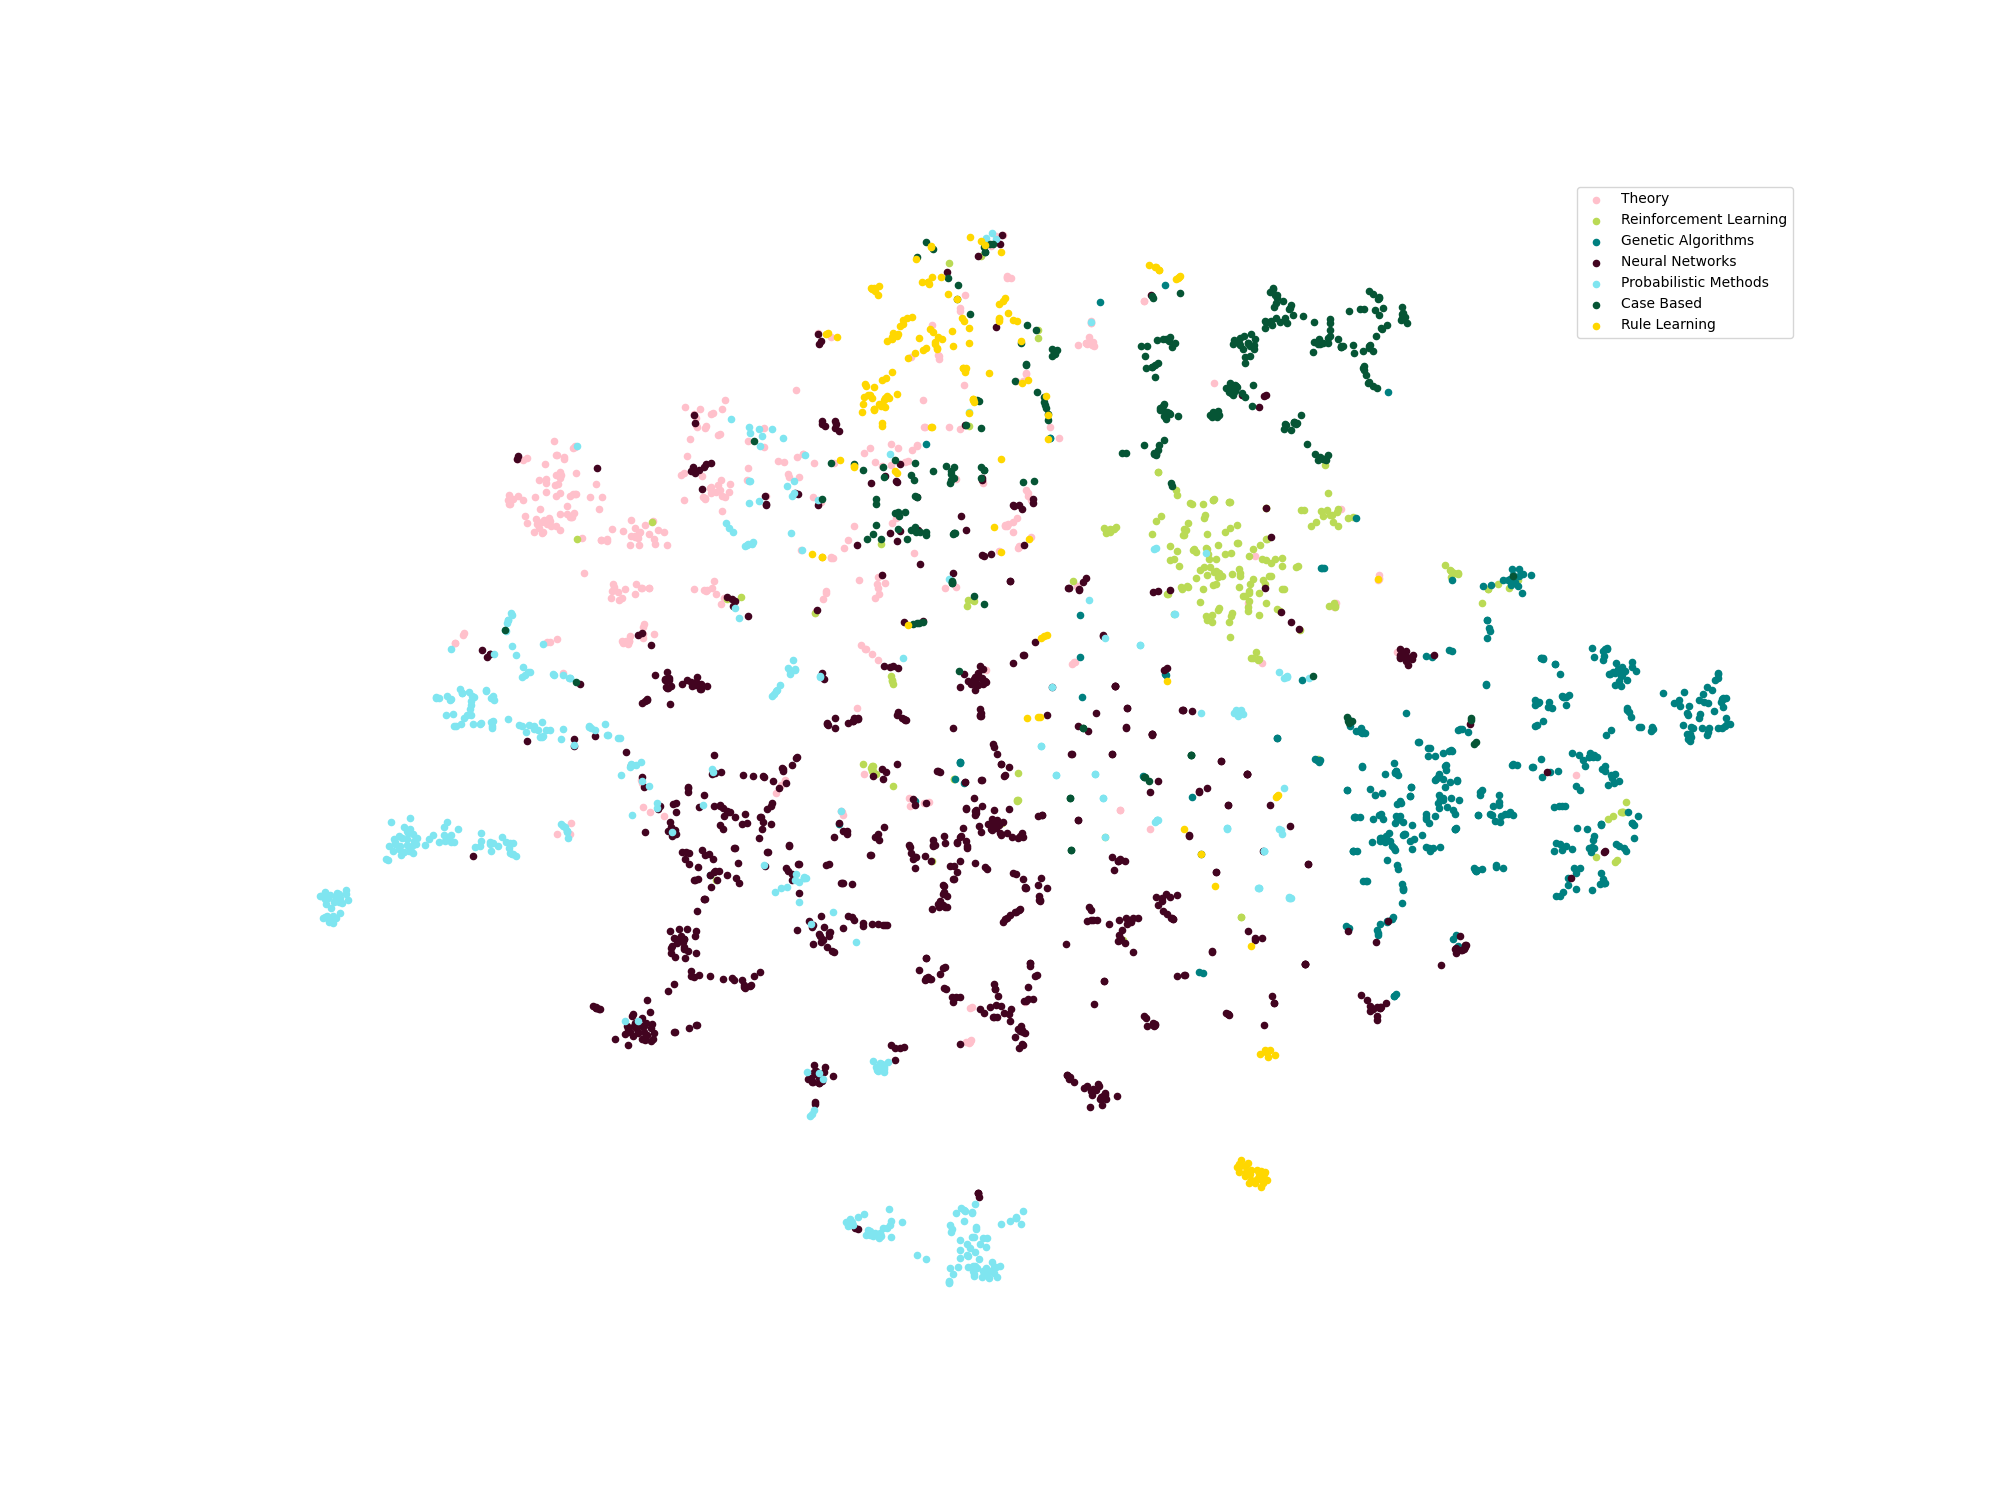 Theory
Reinforcement Learning
Genetic Algorithms
Neural Networks
Probabilistic Methods
Case Based
Rule Learning